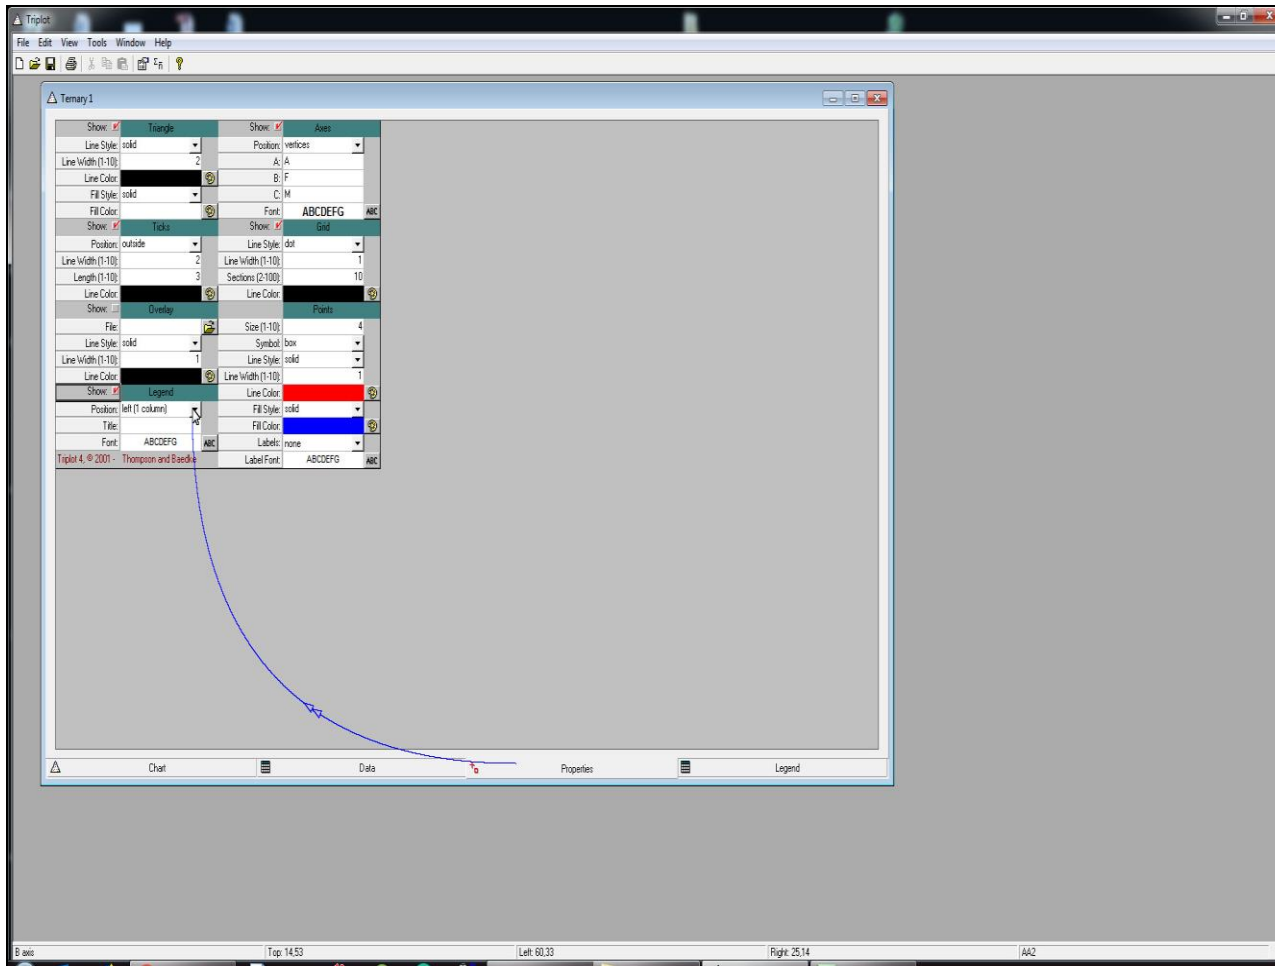 Triplot
File Edit View Tools Window Help
Ternary1
Show: Triangle Show: Axes
Line Style: solid Position: vertices
Line Width (1-10): 2 A: A
Line Color: B: F
Fill Style: solid C: M
Fill Color: Font: ABCDEFG ABC
Show: Ticks Show: Grid
Position: outside Line Style: dot
Line Width (1-10): 2 Line Width (1-10): 1
Length (1-10): 3 Sections (2-100): 10
Line Color: Line Color:
Show: Overlay Points
File: Size (1-10): 4
Line Style: solid Symbol: box
Line Width (1-10): 1 Line Style: solid
Line Color: Line Width (1-10): 1
Show: Legend Line Color:
Position: left (1 column) Fill Style: solid
Title: Fill Color:
Font: ABCDEFG ABC Labels: none
Triplot 4, © 2001 - Thompson and Baedke Label Font: ABCDEFG ABC
Chart Data Properties Legend
B axis Top: 14,53 Left: 60,33 Right: 25,14 AA2